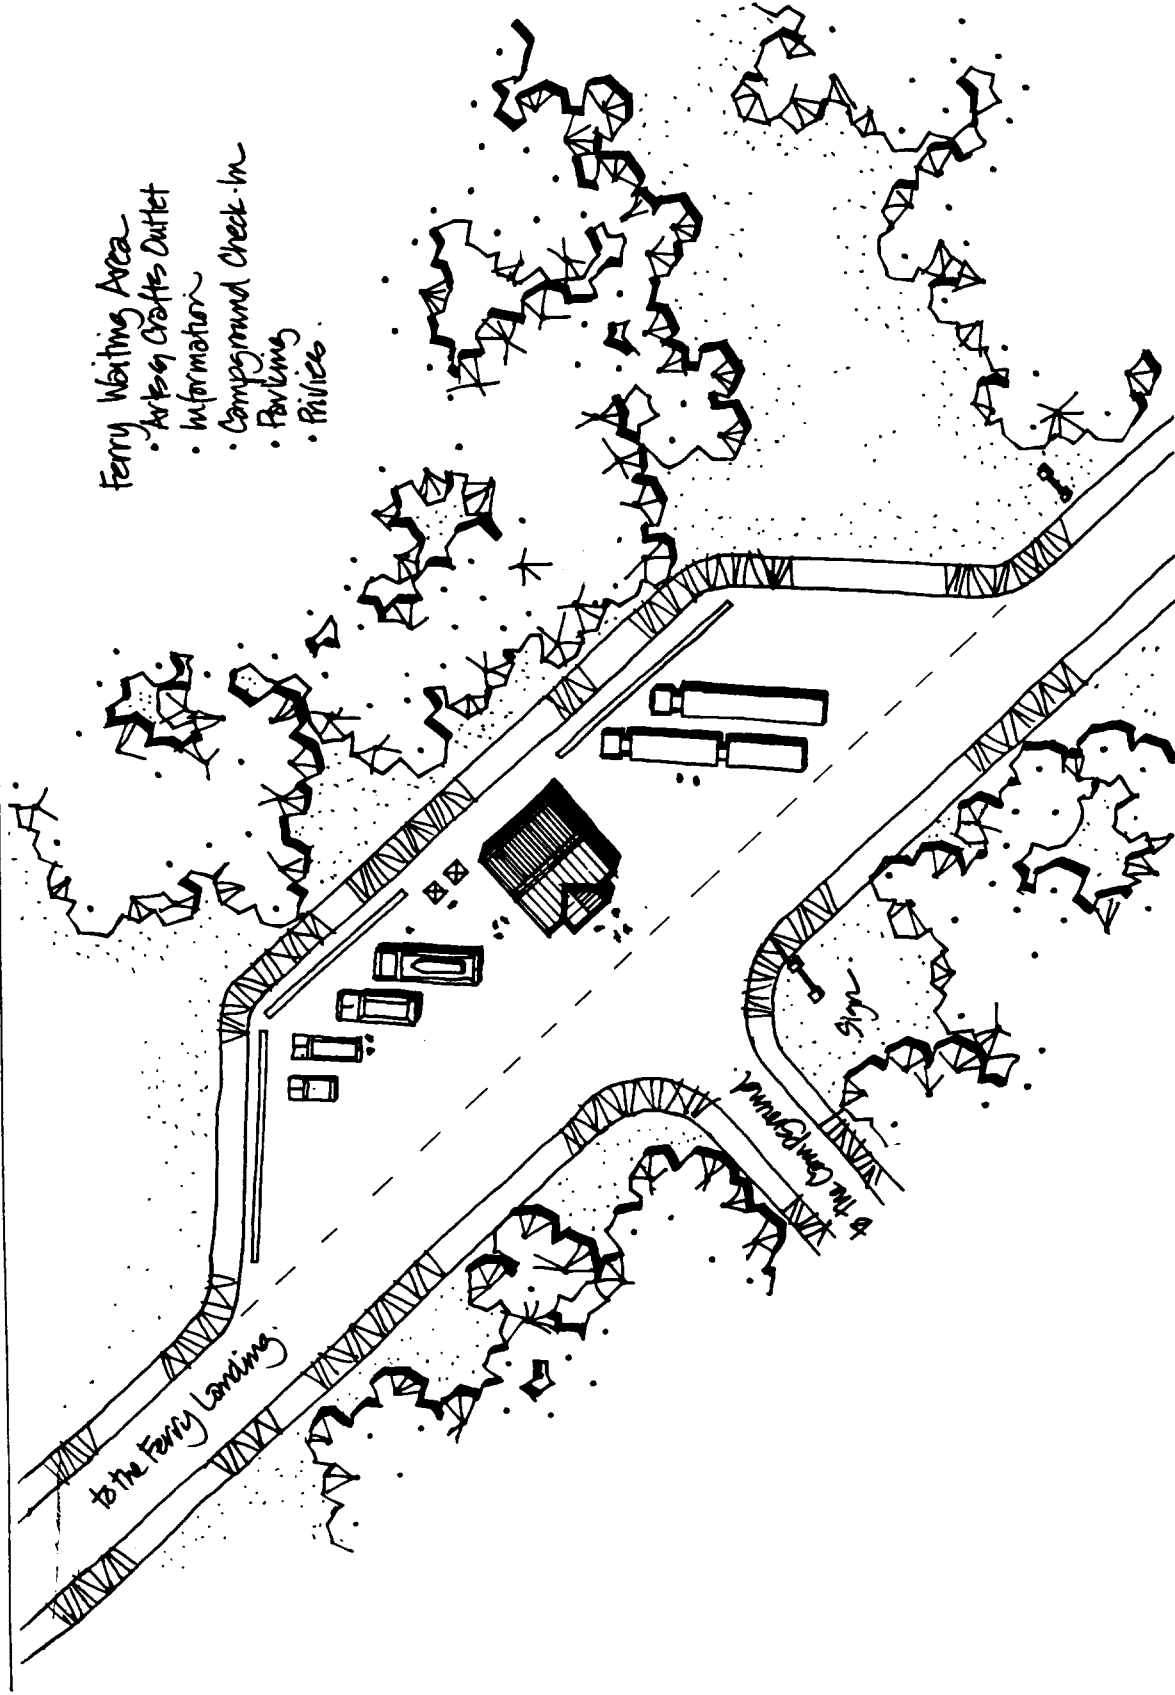 Ferry Waiting Area
• Arts & Crafts Outlet
• Information
• Campground Check-In
• Parking
• Privies.
to the Ferry Landing.
to the Campground
Sign